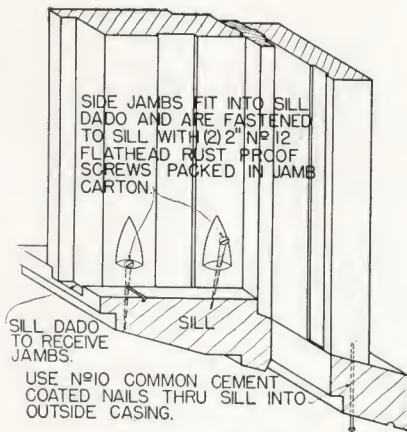 SIDE JAMBS FIT INTO SILL
DADO AND ARE FASTENED
TO SILL WITH (2) 2" Nº 12
FLATHEAD RUST PROOF
SCREWS PACKED IN JAMB
CARTON.
SILL
SILL DADO
TO RECEIVE
JAMBS.
USE Nº10 COMMON CEMENT
COATED NAILS THRU SILL INTO
OUTSIDE CASING.